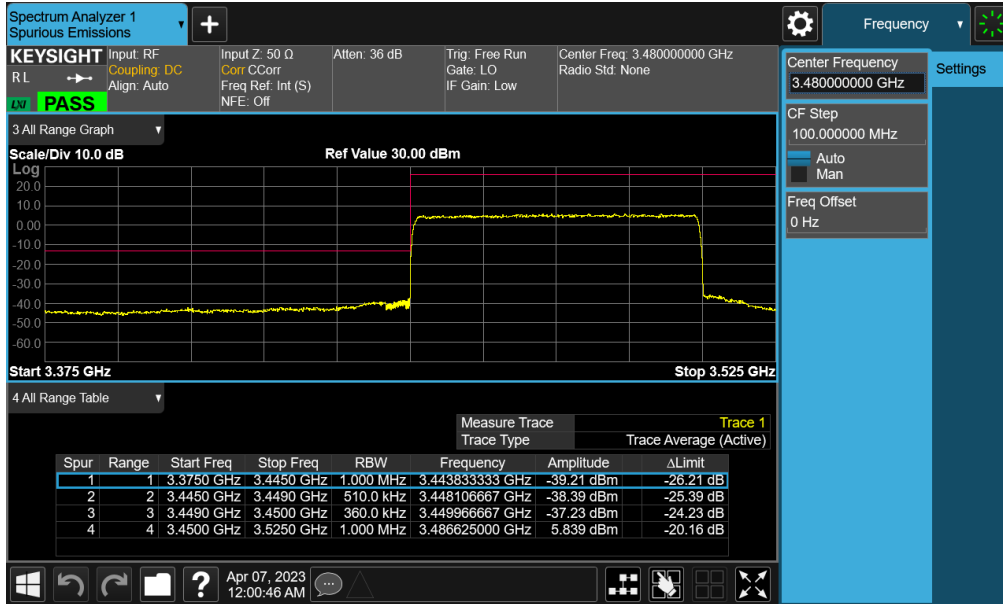 Spectrum Analyzer 1
Spurious Emissions
Frequency
KEYSIGHT
R L
LXI
PASS
Input: RF
Coupling: DC
Align: Auto
Input Z: 50 Ω
Corr CCorr
Freq Ref: Int (S)
NFE: Off
Atten: 36 dB
Trig: Free Run
Gate: LO
IF Gain: Low
Center Freq: 3.480000000 GHz
Radio Std: None
Center Frequency
3.480000000 GHz
Settings
CF Step
100.000000 MHz
Auto
Man
Freq Offset
0 Hz
3 All Range Graph
Scale/Div 10.0 dB
Ref Value 30.00 dBm
Log
20.0
10.0
0.00
-10.0
-20.0
-30.0
-40.0
-50.0
-60.0
Start 3.375 GHz
Stop 3.525 GHz
4 All Range Table
Measure Trace Trace 1
Trace Type Trace Average (Active)
Spur Range Start Freq Stop Freq RBW Frequency Amplitude ΔLimit
1 1 3.3750 GHz 3.4450 GHz 1.000 MHz 3.443833333 GHz -39.21 dBm -26.21 dB
2 2 3.4450 GHz 3.4490 GHz 510.0 kHz 3.448106667 GHz -38.39 dBm -25.39 dB
3 3 3.4490 GHz 3.4500 GHz 360.0 kHz 3.449966667 GHz -37.23 dBm -24.23 dB
4 4 3.4500 GHz 3.5250 GHz 1.000 MHz 3.486625000 GHz 5.839 dBm -20.16 dB
?
Apr 07, 2023
12:00:46 AM